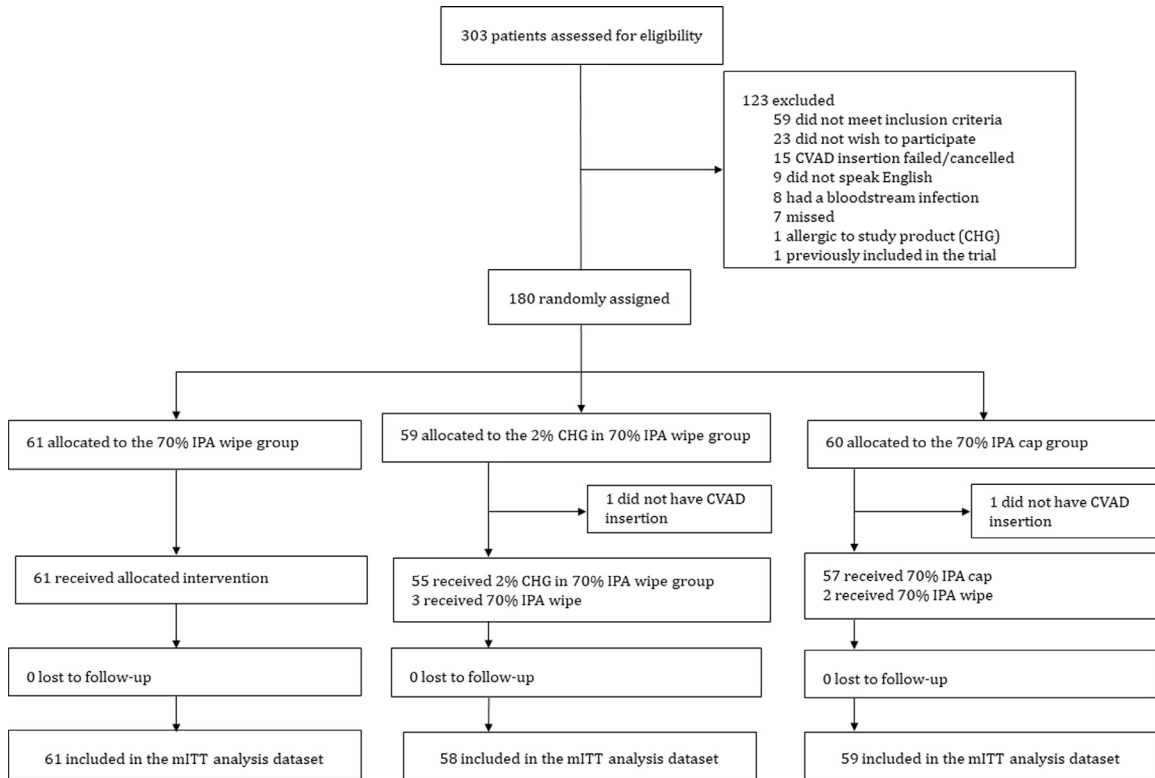 303 patients assessed for eligibility
123 excluded
59 did not meet inclusion criteria
23 did not wish to participate
15 CVAD insertion failed/cancelled
9 did not speak English
8 had a bloodstream infection
7 missed
1 allergic to study product (CHG)
1 previously included in the trial
180 randomly assigned
61 allocated to the 70% IPA wipe group
59 allocated to the 2% CHG in 70% IPA wipe group
60 allocated to the 70% IPA cap group
1 did not have CVAD
insertion
1 did not have CVAD
insertion
61 received allocated intervention
55 received 2% CHG in 70% IPA wipe group
3 received 70% IPA wipe
57 received 70% IPA cap
2 received 70% IPA wipe
0 lost to follow-up
0 lost to follow-up
0 lost to follow-up
61 included in the mITT analysis dataset
58 included in the mITT analysis dataset
59 included in the mITT analysis dataset